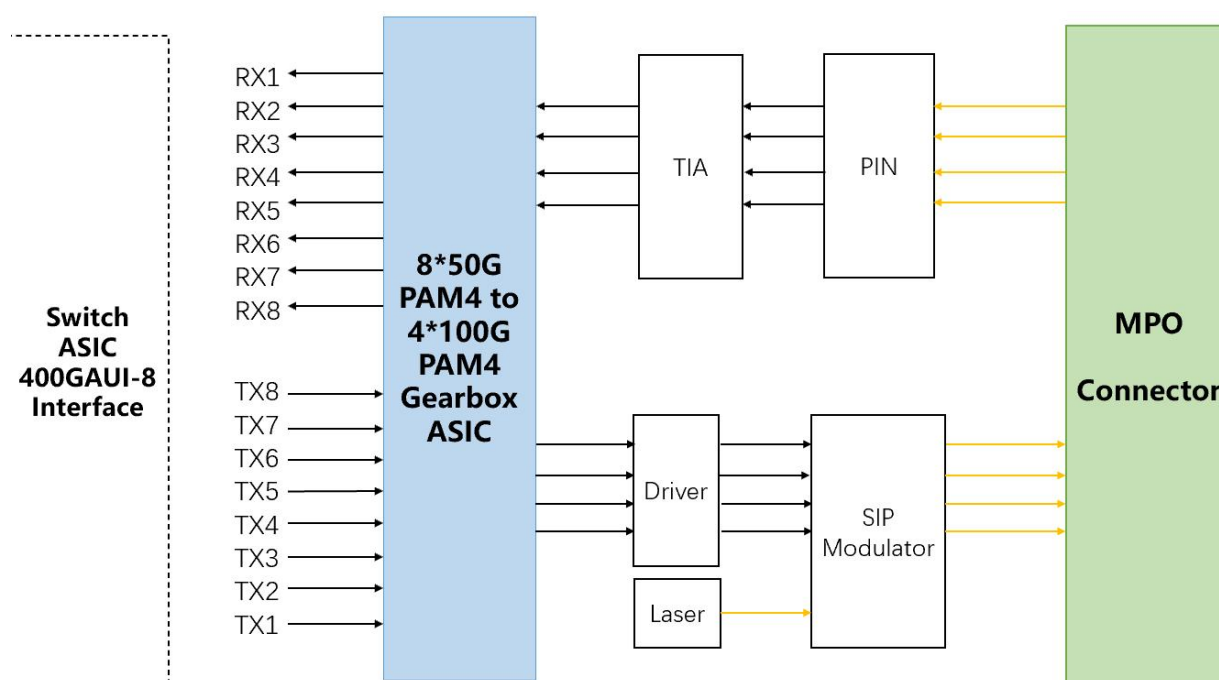 Switch
ASIC
400GAUI-8
Interface
RX1
RX2
RX3
RX4
RX5
RX6
RX7
RX8
TX8
TX7
TX6
TX5
TX4
TX3
TX2
TX1
8*50G
PAM4 to
4*100G
PAM4
Gearbox
ASIC
TIA
PIN
Driver
Laser
SIP
Modulator
MPO
Connector